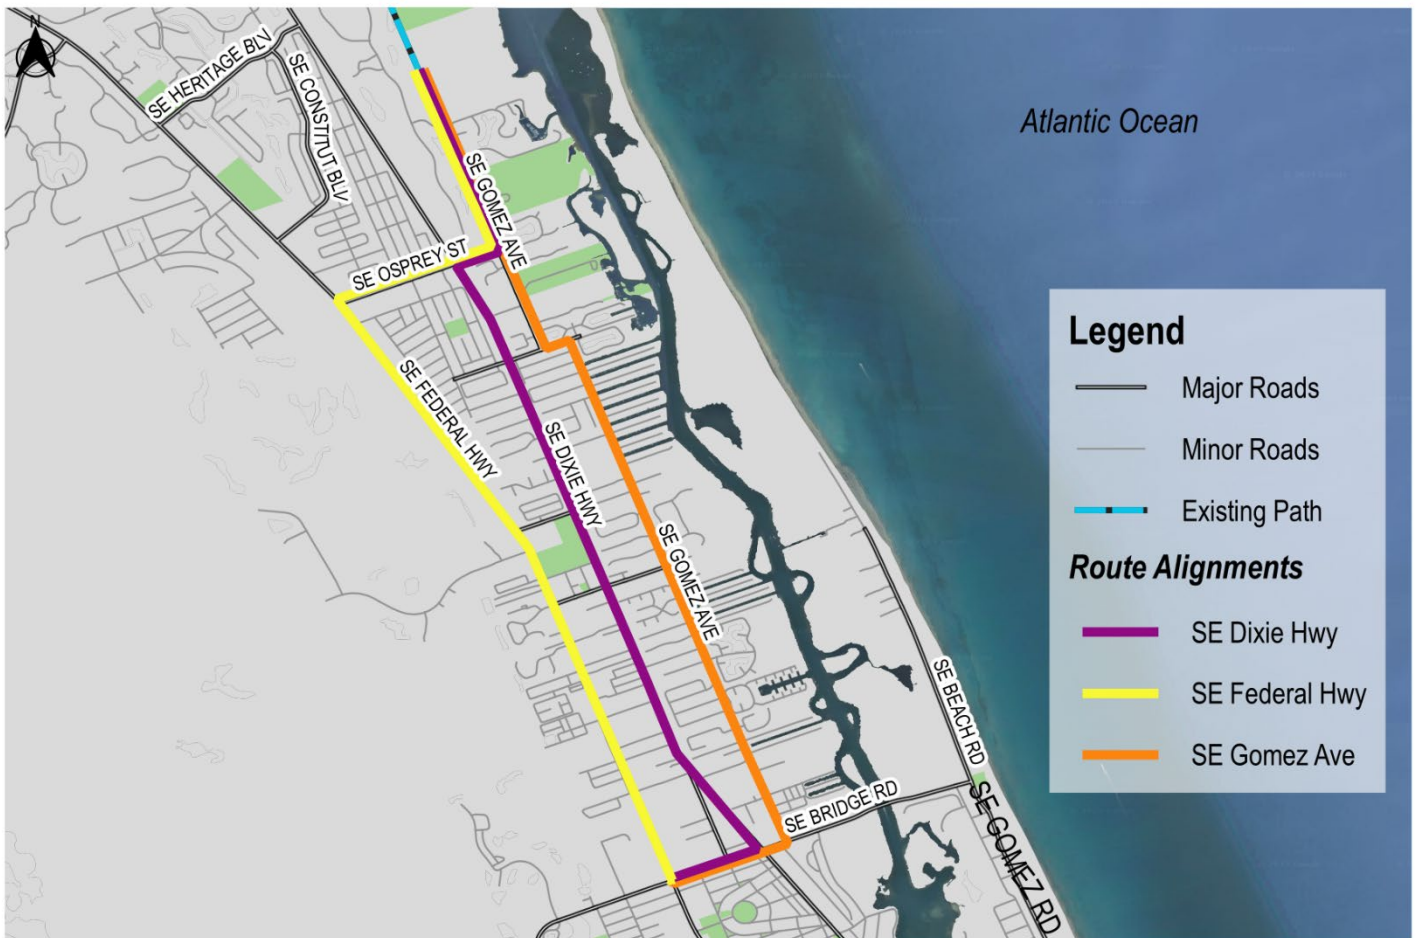 N
SE HERITAGE BLV
SE CONSTITUT BLV
Atlantic Ocean
SE GOMEZ AVE
SE OSPREY ST
SE FEDERAL HWY
SE DIXIE HWY
SE GOMEZ AVE
SE BEACH RD
SE BRIDGE RD
SE GOMEZ RD
Legend
Major Roads
Minor Roads
Existing Path
Route Alignments
SE Dixie Hwy
SE Federal Hwy
SE Gomez Ave